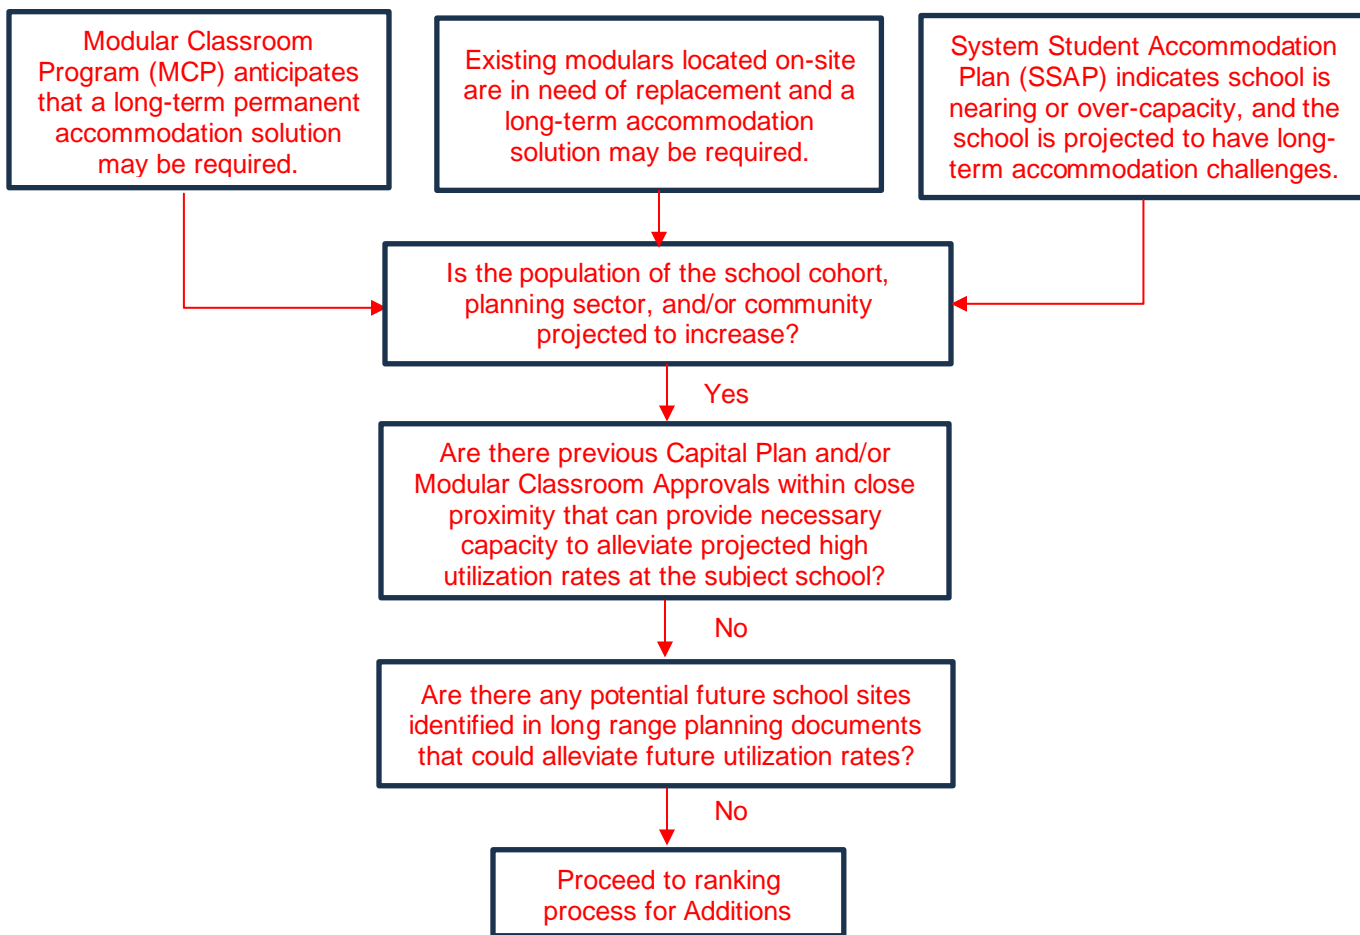 Modular Classroom
Program (MCP) anticipates
that a long-term permanent
accommodation solution
may be required.
Existing modulars located on-site
are in need of replacement and a
long-term accommodation
solution may be required.
System Student Accommodation
Plan (SSAP) indicates school is
nearing or over-capacity, and the
school is projected to have long-
term accommodation challenges.
Is the population of the school cohort,
planning sector, and/or community
projected to increase?
Yes
Are there previous Capital Plan and/or
Modular Classroom Approvals within close
proximity that can provide necessary
capacity to alleviate projected high
utilization rates at the subject school?
No
Are there any potential future school sites
identified in long range planning documents
that could alleviate future utilization rates?
No
Proceed to ranking
process for Additions